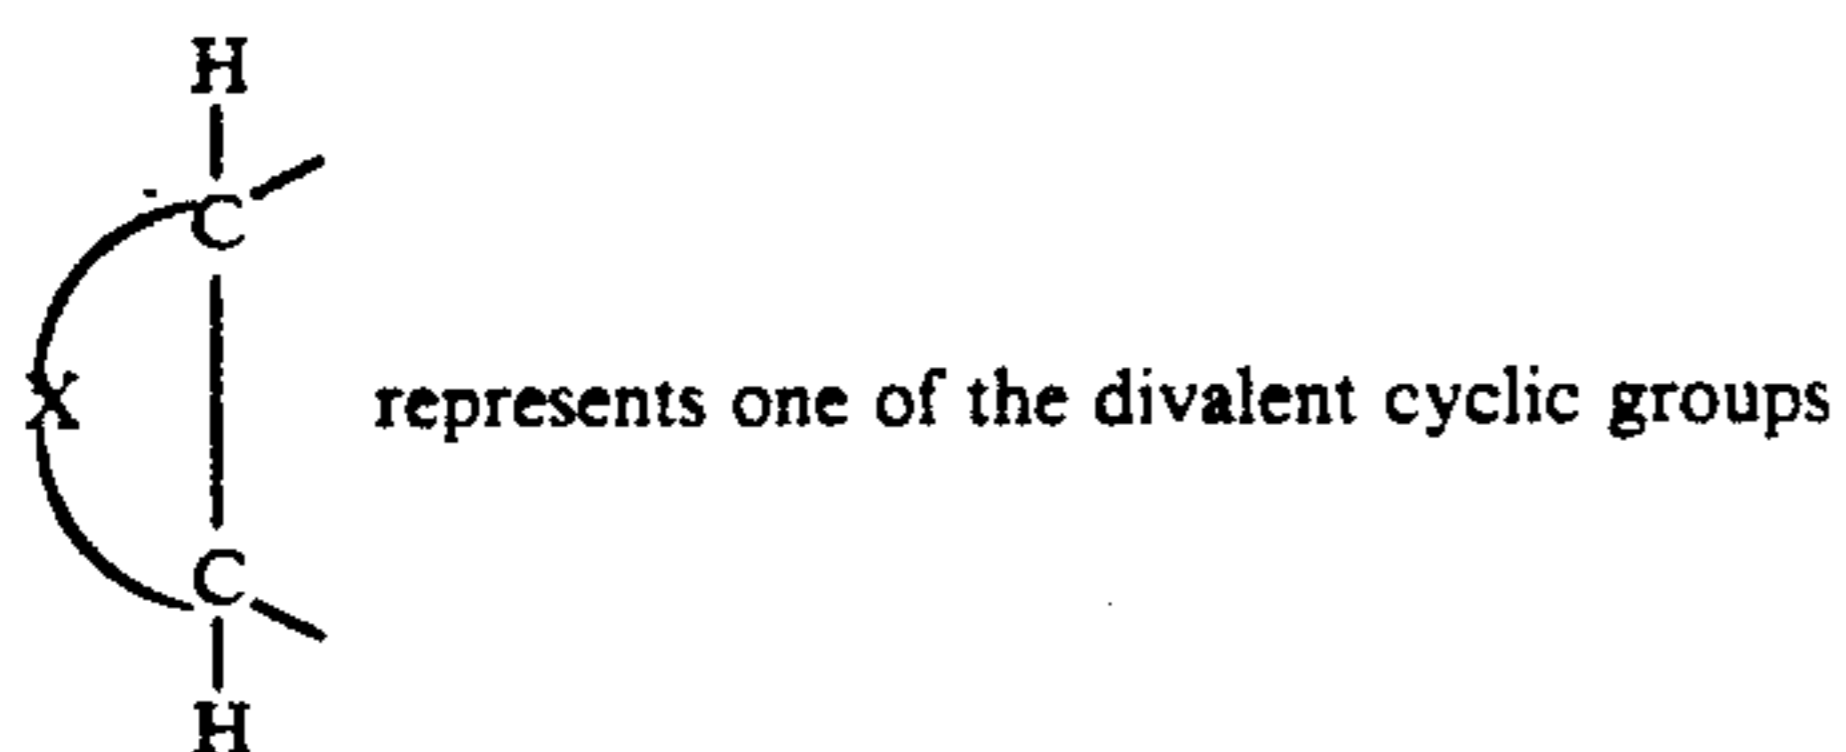 H
C
X represents one of the divalent cyclic groups
C
H